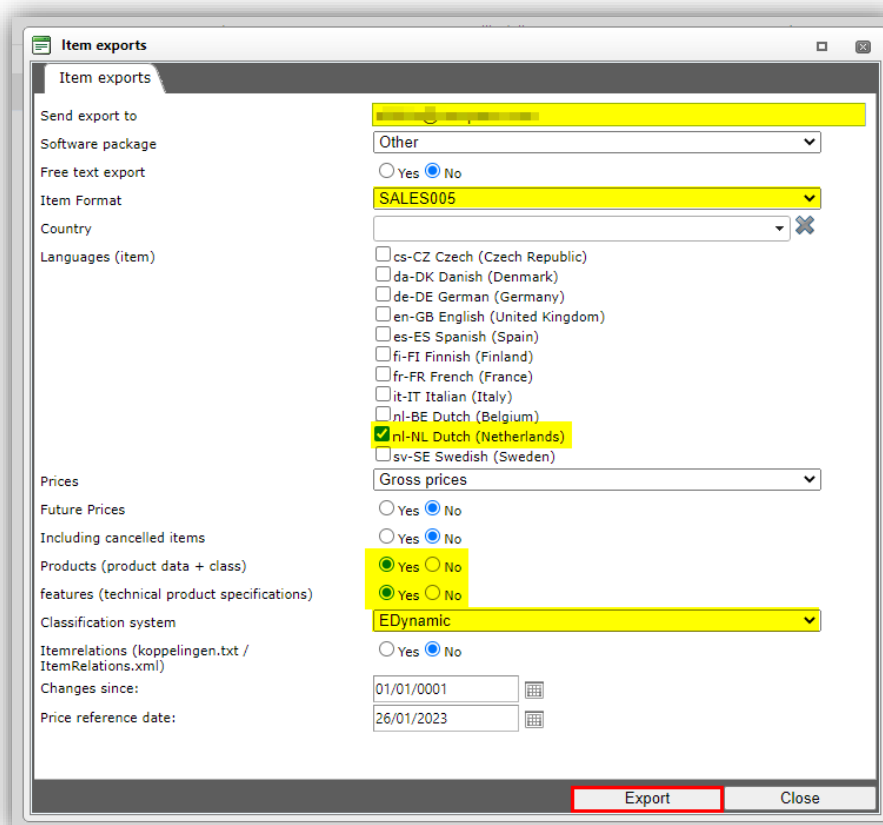 Item exports
Item exports
Send export to
Software package Other
Free text export Yes No
Item Format SALES005
Country
Languages (item) cs-CZ Czech (Czech Republic)
da-DK Danish (Denmark)
de-DE German (Germany)
en-GB English (United Kingdom)
es-ES Spanish (Spain)
fi-FI Finnish (Finland)
fr-FR French (France)
it-IT Italian (Italy)
nl-BE Dutch (Belgium)
nl-NL Dutch (Netherlands)
sv-SE Swedish (Sweden)
Prices Gross prices
Future Prices Yes No
Including cancelled items Yes No
Products (product data + class) Yes No
features (technical product specifications) Yes No
Classification system EDynamic
Itemrelations (koppelingen.txt / Yes No
ItemRelations.xml)
Changes since: 01/01/0001
Price reference date: 26/01/2023
Export Close